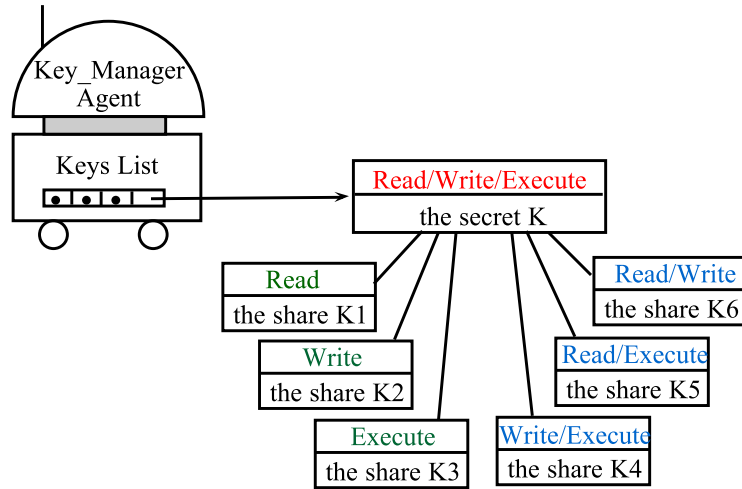 Key_Manager
Agent
Keys List
Read/Write/Execute
the secret K
Read
the share K1
Write
the share K2
Execute
the share K3
Write/Execute
the share K4
Read/Execute
the share K5
Read/Write
the share K6